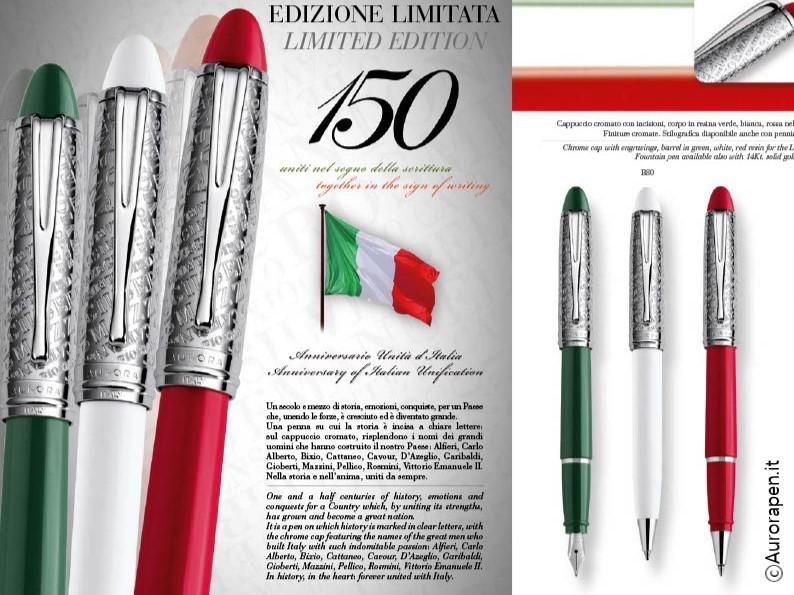 EDIZIONE LIMITATA
LIMITED EDITION
150
uniti nel segno della scrittura
together in the sign of writing
Anniversario Unità d'Italia
Anniversary of Italian Unification
Un secolo e mezzo di storia, emozioni, conquiste, per un Paese
che, unendo le forze, è cresciuto ed è diventato grande.
Una penna su cui la storia è incisa a chiare lettere:
sul cappuccio cromato, risplendono i nomi dei grandi
uomini che hanno costruito il nostro Paese: Alfieri, Carlo
Alberto, Bixio, Cattaneo, Cavour, D'Azeglio, Garibaldi,
Gioberti, Mazzini, Pellico, Rosmini, Vittorio Emanuele II.
Nella storia e nell'anima, uniti da sempre.
One and a half centuries of history, emotions and
conquests for a Country which, by uniting its strengths,
has grown and become a great nation.
It is a pen on which history is marked in clear letters, with
the chrome cap featuring the names of the great men who
built Italy with such indomitable passion: Alfieri, Carlo
Alberto, Bixio, Cattaneo, Cavour, D'Azeglio, Garibaldi,
Gioberti, Mazzini, Pellico, Rosmini, Vittorio Emanuele II.
In history, in the heart: forever united with Italy.
AURORA
ITALY
AURORA
ITALY
AURORA
ITALY
Cappuccio cromato con incisioni, corpo in resina verde, bianca, rossa nel
Finiture cromate. Stilografica disponibile anche con penni
Chrome cap with engravings, barrel in green, white, red resin for the L
Fountain pen available also with 14Kt. solid gol
©Aurorapen.it